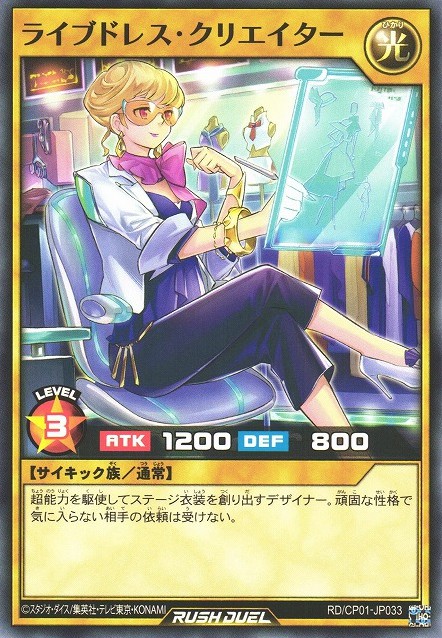 ライブドレス・クリエイター
ひかり
光
LEVEL
3
ATK 1200 DEF 800
【サイキック族/通常】
超能力を駆使してステージ衣装を創り出すデザイナー。頑固な性格で
気に入らない相手の依頼は受けない。
©スタジオ・ダイス/集英社・テレビ東京・KONAMI
RUSH DUEL
RD/CP01-JP033